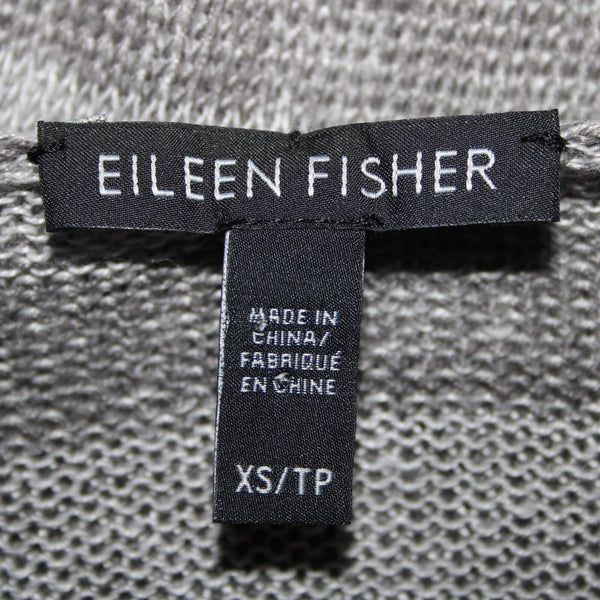 EILEEN FISHER
MADE IN
CHINA/
FABRIQUÉ
EN CHINE
XS/TP